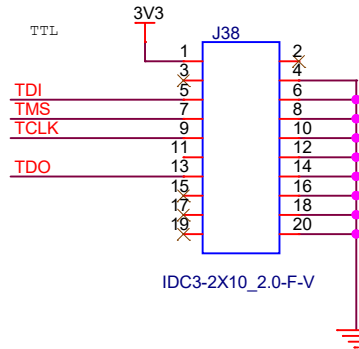 3V3
TTL
J38
1 2
3 4
TDI 5 6
TMS 7 8
TCLK 9 10
11 12
TDO 13 14
15 16
17 18
19 20
IDC3-2X10_2.0-F-V